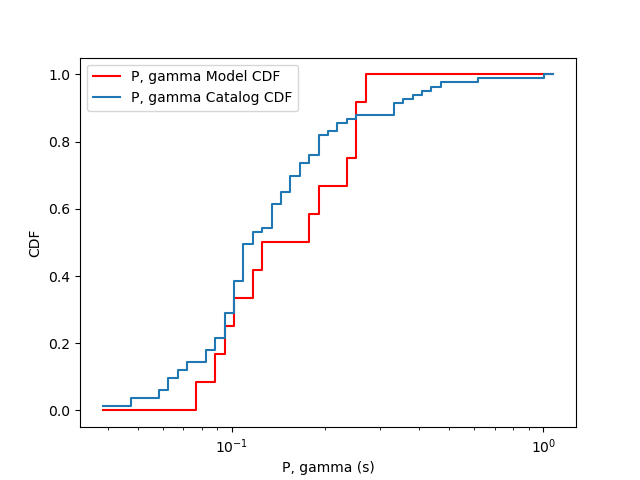 P, gamma Model CDF
P, gamma Catalog CDF
1.0
0.8
0.6
0.4
0.2
0.0
CDF
10⁻¹ 10⁰
P, gamma (s)